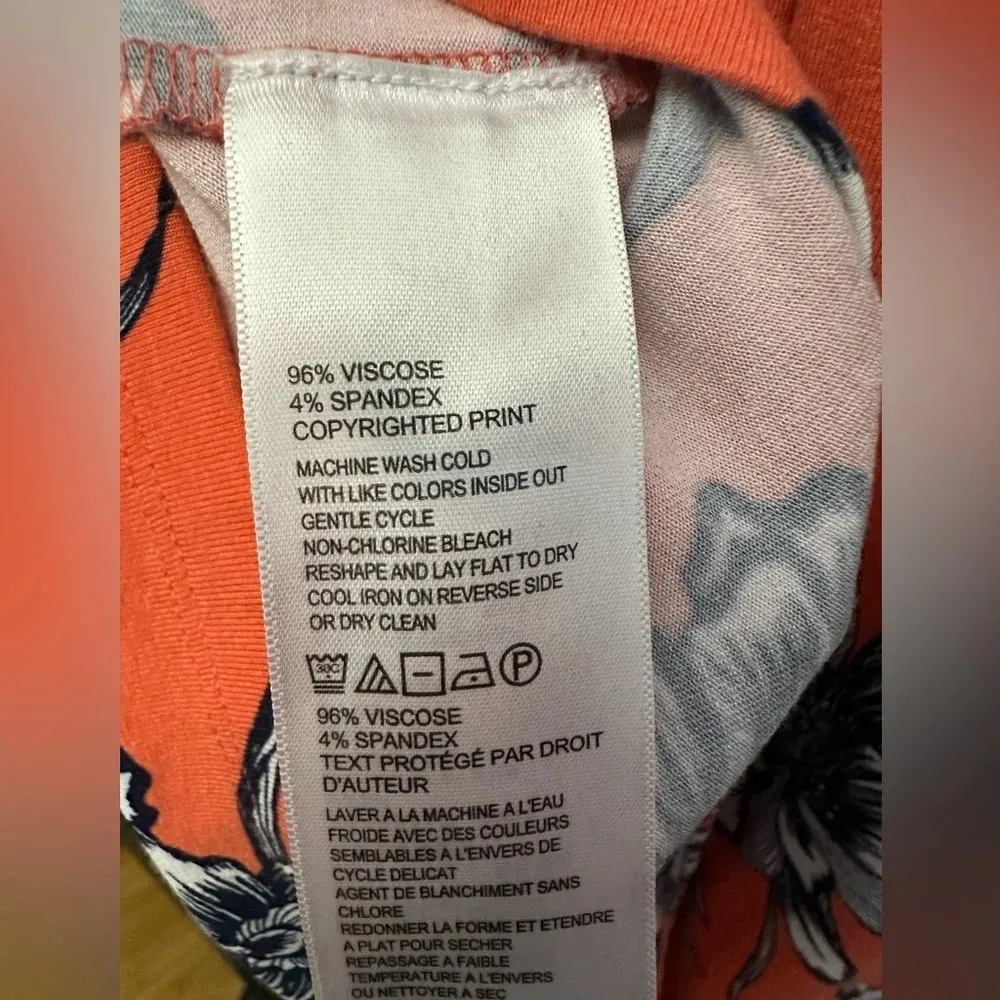 96% VISCOSE
4% SPANDEX
COPYRIGHTED PRINT
MACHINE WASH COLD
WITH LIKE COLORS INSIDE OUT
GENTLE CYCLE
NON-CHLORINE BLEACH
RESHAPE AND LAY FLAT TO DRY
COOL IRON ON REVERSE SIDE
OR DRY CLEAN
30C P
96% VISCOSE
4% SPANDEX
TEXT PROTÉGÉ PAR DROIT
D'AUTEUR
LAVER A LA MACHINE A L'EAU
FROIDE AVEC DES COULEURS
SEMBLABLES A L'ENVERS DE
CYCLE DELICAT
AGENT DE BLANCHIMENT SANS
CHLORE
REDONNER LA FORME ET ETENDRE
A PLAT POUR SECHER
REPASSAGE A FAIBLE
TEMPERATURE A L'ENVERS
OU NETTOYER A SEC